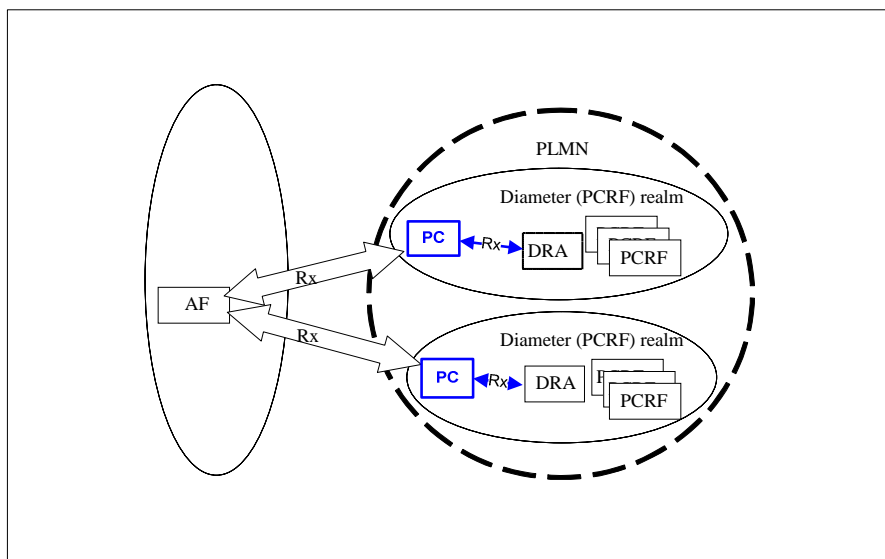 PLMN
Diameter (PCRF) realm
PC
Rx
DRA
PCRF
Rx
AF
Rx
Diameter (PCRF) realm
PC
Rx
DRA
PCRF